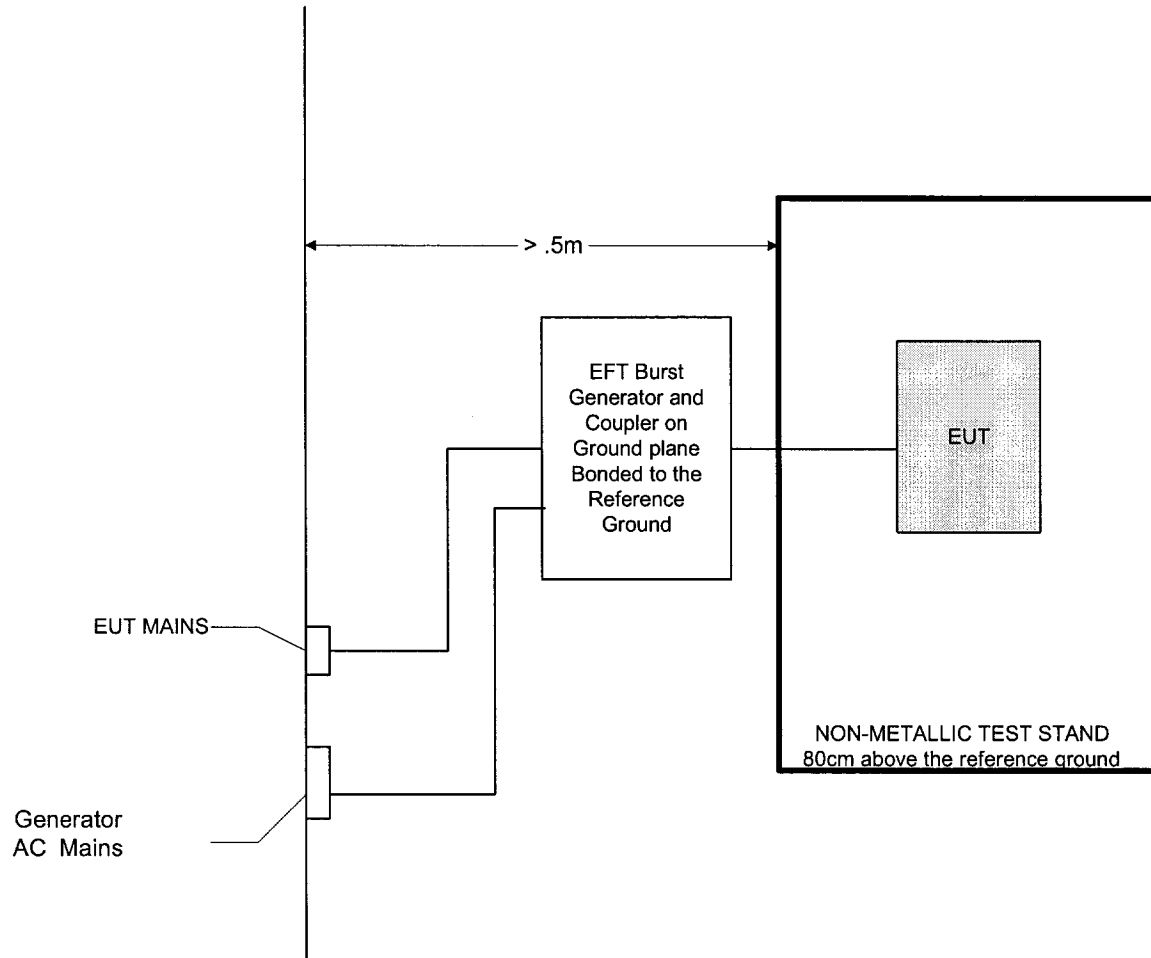 > .5m
EFT Burst
Generator and
Coupler on
Ground plane
Bonded to the
Reference
Ground
EUT
EUT MAINS
NON-METALLIC TEST STAND
80cm above the reference ground
Generator
AC Mains